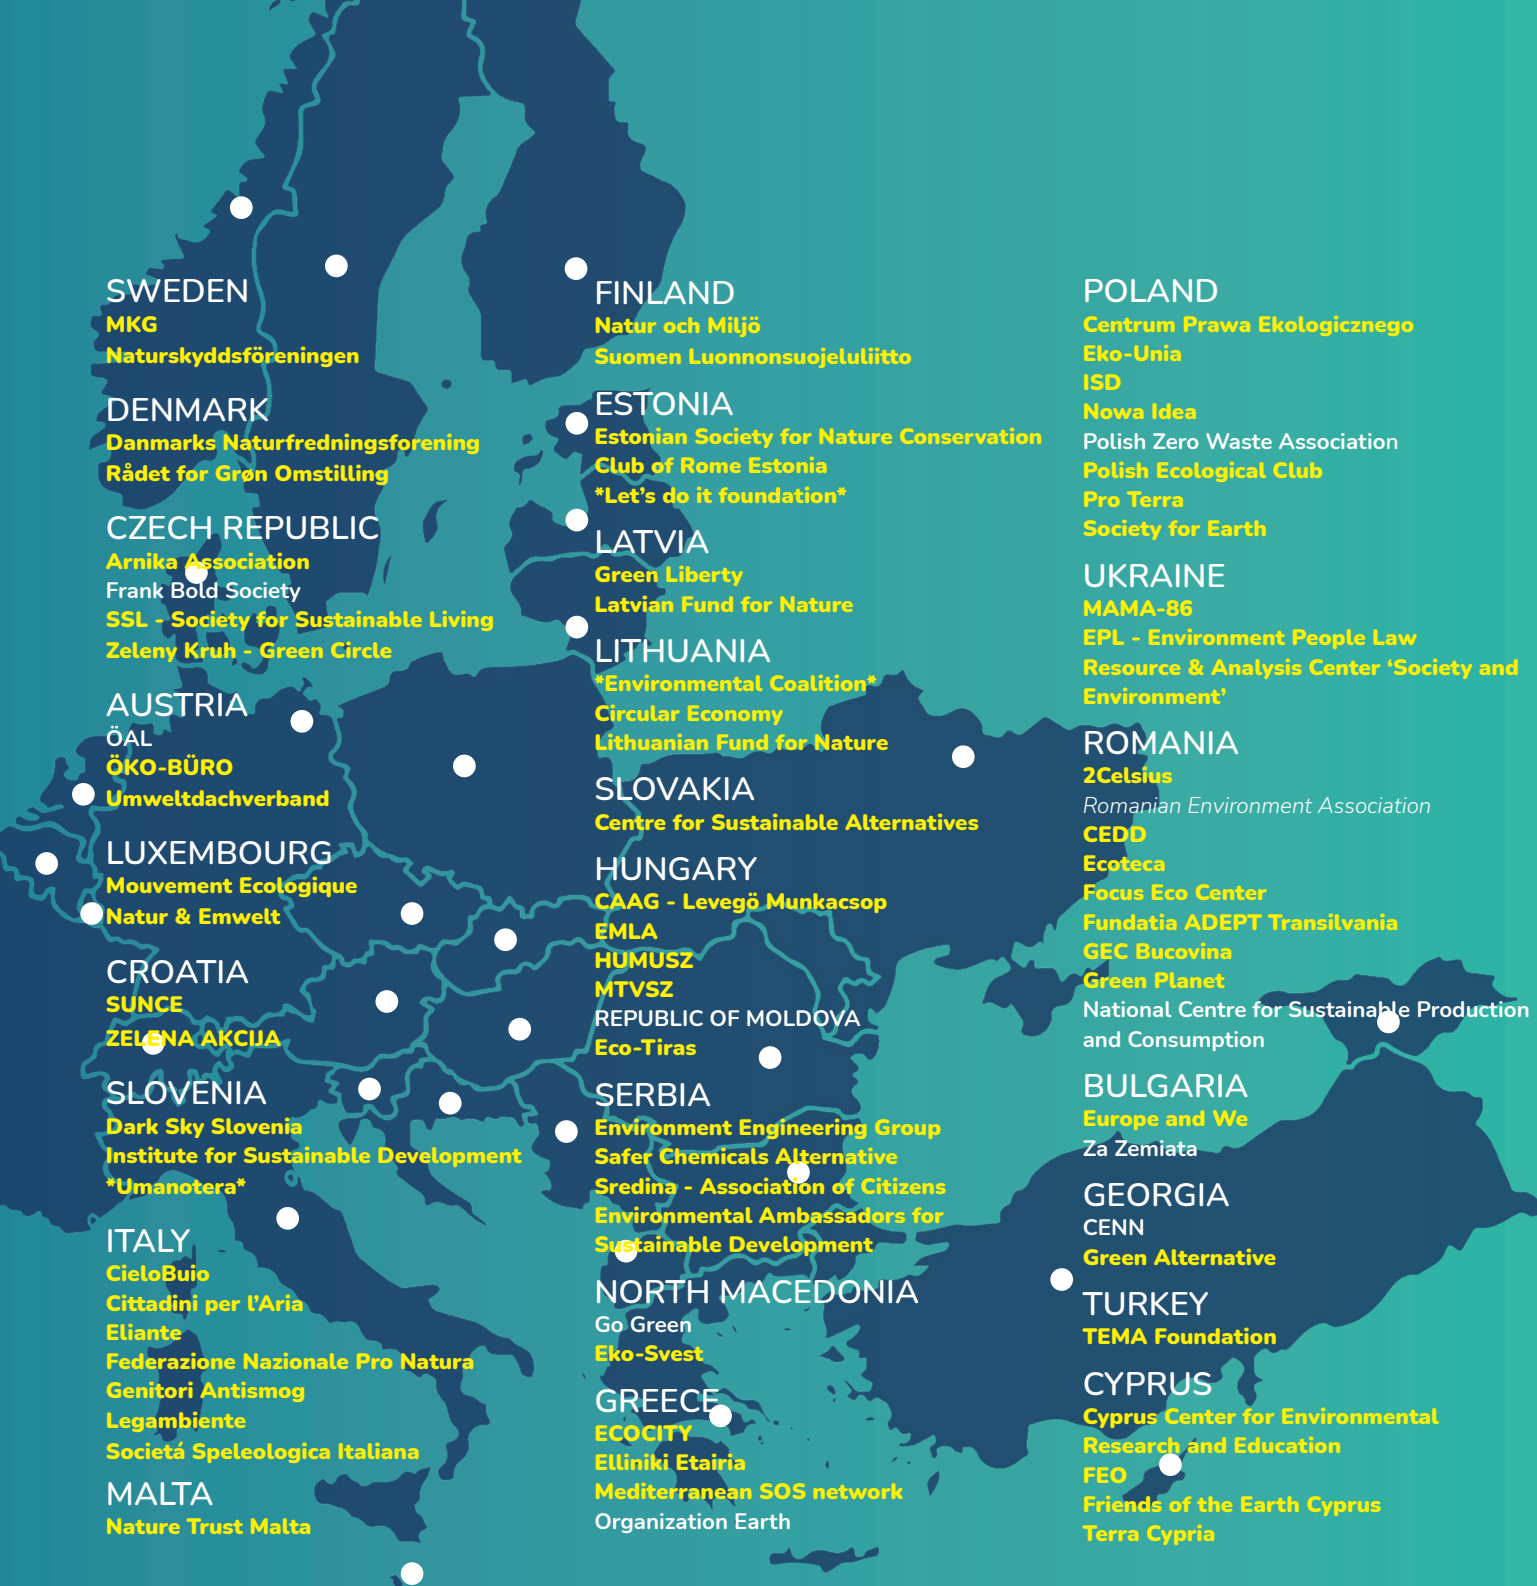 SWEDEN
MKG
Naturskyddsföreningen
DENMARK
Danmarks Naturfredningsforening
Rådet for Grøn Omstilling
CZECH REPUBLIC
Arnika Association
Frank Bold Society
SSL - Society for Sustainable Living
Zeleny Kruh - Green Circle
AUSTRIA
ÖAL
ÖKO-BÜRO
Umweltdachverband
LUXEMBOURG
Mouvement Ecologique
Natur & Emwelt
CROATIA
SUNCE
ZELENA AKCIJA
SLOVENIA
Dark Sky Slovenia
Institute for Sustainable Development
*Umanotera*
ITALY
CieloBuio
Cittadini per l’Aria
Eliante
Federazione Nazionale Pro Natura
Genitori Antismog
Legambiente
Societá Speleologica Italiana
MALTA
Nature Trust Malta
FINLAND
Natur och Miljö
Suomen Luonnonsuojeluliitto
ESTONIA
Estonian Society for Nature Conservation
Club of Rome Estonia
*Let’s do it foundation*
LATVIA
Green Liberty
Latvian Fund for Nature
LITHUANIA
*Environmental Coalition*
Circular Economy
Lithuanian Fund for Nature
SLOVAKIA
Centre for Sustainable Alternatives
HUNGARY
CAAG - Levegö Munkacsop
EMLA
HUMUSZ
MTVSZ
REPUBLIC OF MOLDOVA
Eco-Tiras
SERBIA
Environment Engineering Group
Safer Chemicals Alternative
Sredina - Association of Citizens
Environmental Ambassadors for
Sustainable Development
NORTH MACEDONIA
Go Green
Eko-Svest
GREECE
ECOCITY
Elliniki Etairia
Mediterranean SOS network
Organization Earth
POLAND
Centrum Prawa Ekologicznego
Eko-Unia
ISD
Nowa Idea
Polish Zero Waste Association
Polish Ecological Club
Pro Terra
Society for Earth
UKRAINE
MAMA-86
EPL - Environment People Law
Resource & Analysis Center ‘Society and
Environment’
ROMANIA
2Celsius
Romanian Environment Association
CEDD
Ecoteca
Focus Eco Center
Fundatia ADEPT Transilvania
GEC Bucovina
Green Planet
National Centre for Sustainable Production
and Consumption
BULGARIA
Europe and We
Za Zemiata
GEORGIA
CENN
Green Alternative
TURKEY
TEMA Foundation
CYPRUS
Cyprus Center for Environmental
Research and Education
FEO
Friends of the Earth Cyprus
Terra Cypria